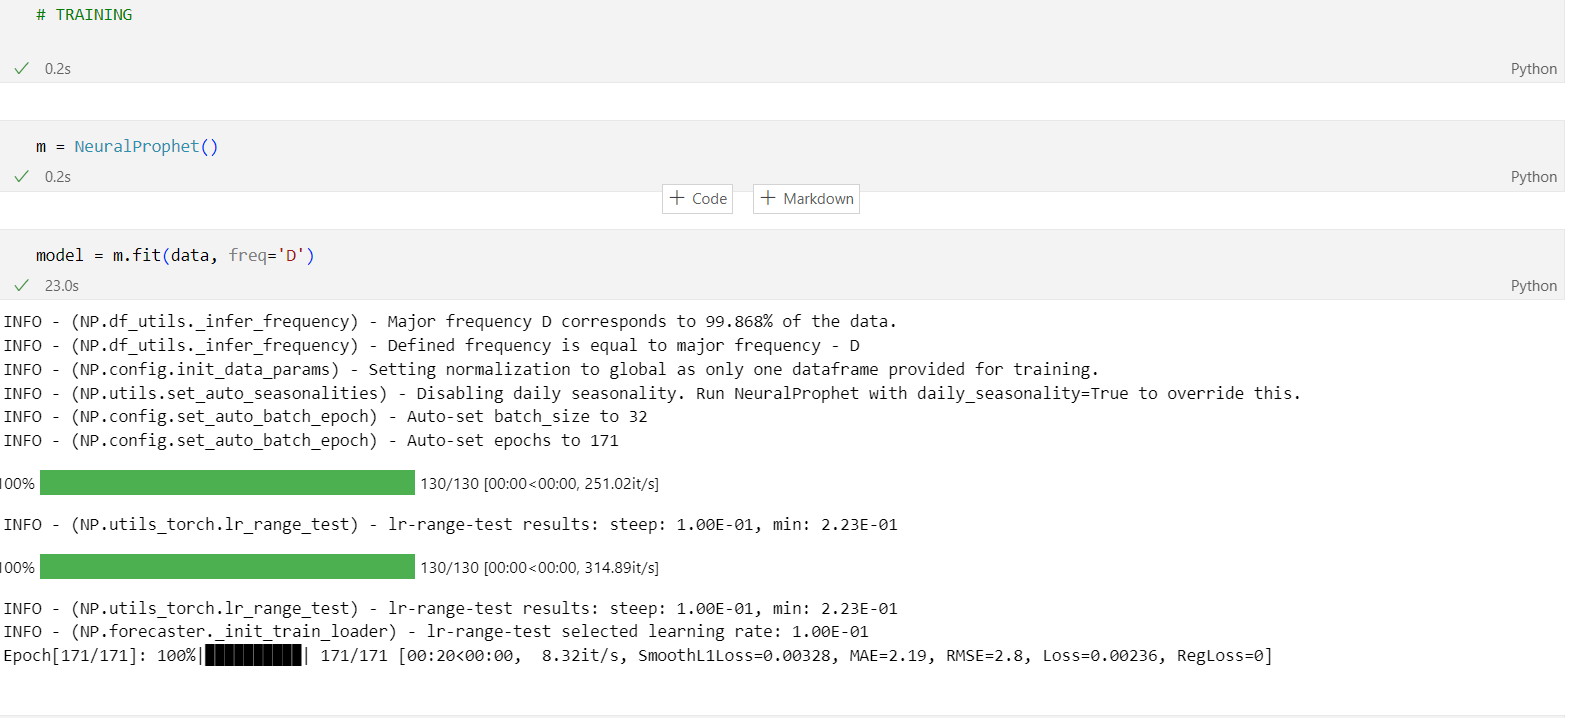 # TRAINING
0.2s
Python
m = NeuralProphet()
0.2s
Python
+ Code
+ Markdown
model = m.fit(data, freq='D')
23.0s
Python
INFO - (NP.df_utils._infer_frequency) - Major frequency D corresponds to 99.868% of the data.
INFO - (NP.df_utils._infer_frequency) - Defined frequency is equal to major frequency - D
INFO - (NP.config.init_data_params) - Setting normalization to global as only one dataframe provided for training.
INFO - (NP.utils.set_auto_seasonalities) - Disabling daily seasonality. Run NeuralProphet with daily_seasonality=True to override this.
INFO - (NP.config.set_auto_batch_epoch) - Auto-set batch_size to 32
INFO - (NP.config.set_auto_batch_epoch) - Auto-set epochs to 171
100% 130/130 [00:00<00:00, 251.02it/s]
INFO - (NP.utils_torch.lr_range_test) - lr-range-test results: steep: 1.00E-01, min: 2.23E-01
100% 130/130 [00:00<00:00, 314.89it/s]
INFO - (NP.utils_torch.lr_range_test) - lr-range-test results: steep: 1.00E-01, min: 2.23E-01
INFO - (NP.forecaster._init_train_loader) - lr-range-test selected learning rate: 1.00E-01
Epoch[171/171]: 100%|██████████| 171/171 [00:20<00:00,  8.32it/s, SmoothL1Loss=0.00328, MAE=2.19, RMSE=2.8, Loss=0.00236, RegLoss=0]